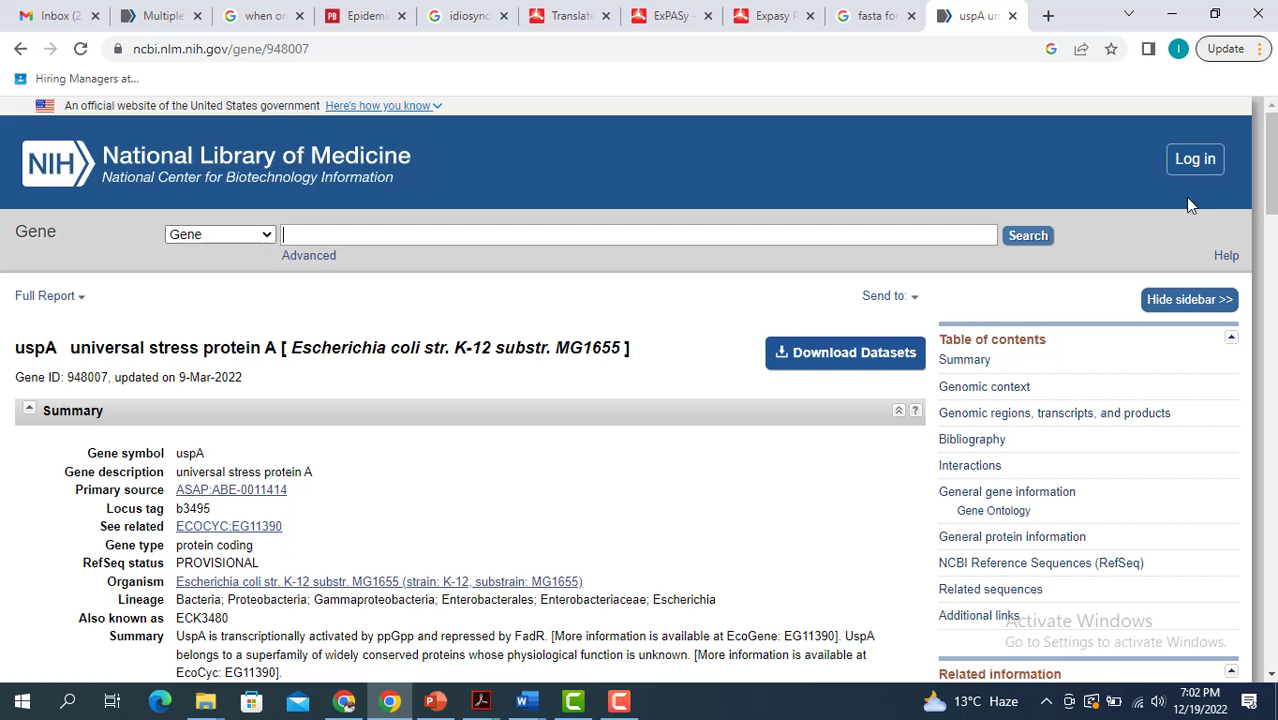 Inbox (2
Multiple
when or
Epidemi
idiosync
Translate
ExPASy -
Expasy P
fasta for
uspA un
ncbi.nlm.nih.gov/gene/948007
I
Update
Hiring Managers at...
An official website of the United States government Here's how you know
NIH
National Library of Medicine
National Center for Biotechnology Information
Log in
Gene
Gene
Search
Advanced
Help
Full Report
Send to:
Hide sidebar >>
uspA universal stress protein A [ Escherichia coli str. K-12 substr. MG1655 ]
Download Datasets
Gene ID: 948007, updated on 9-Mar-2022
Summary
?
Gene symbol uspA
Gene description universal stress protein A
Primary source ASAP:ABE-0011414
Locus tag b3495
See related ECOCYC:EG11390
Gene type protein coding
RefSeq status PROVISIONAL
Organism Escherichia coli str. K-12 substr. MG1655 (strain: K-12, substrain: MG1655)
Lineage Bacteria; Proteobacteria; Gammaproteobacteria; Enterobacterales; Enterobacteriaceae; Escherichia
Also known as ECK3480
Summary UspA is transcriptionally activated by ppGpp and repressed by FadR. [More information is available at EcoGene: EG11390]. UspA
belongs to a superfamily of widely conserved proteins whose physiological function is unknown. [More information is available at
EcoCyc: EG11390].
Table of contents
Summary
Genomic context
Genomic regions, transcripts, and products
Bibliography
Interactions
General gene information
Gene Ontology
General protein information
NCBI Reference Sequences (RefSeq)
Related sequences
Additional links
Activate Windows
Go to Settings to activate Windows.
Related information
13°C Haze
7:02 PM
12/19/2022